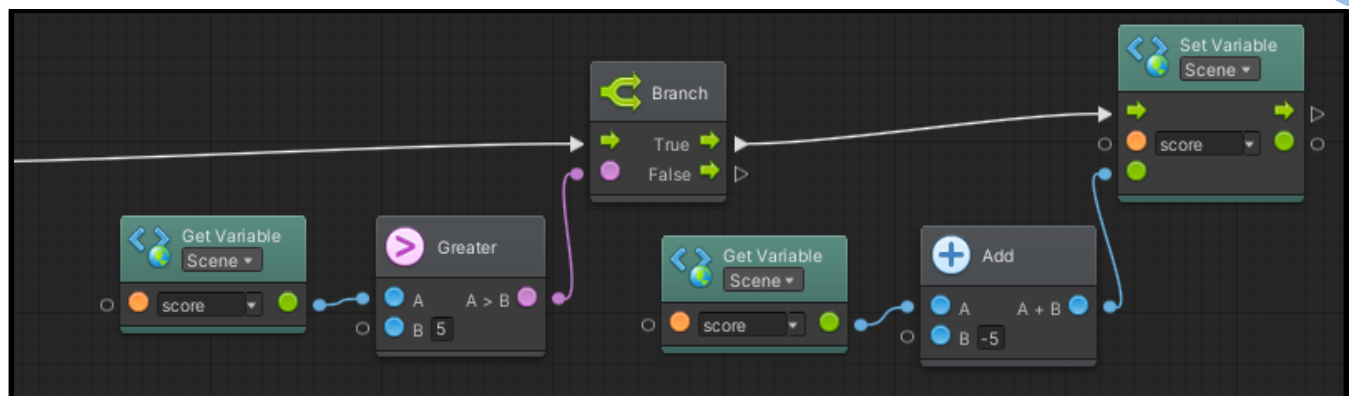 Set Variable
Scene
score
Branch
True
False
Get Variable
Scene
score
Greater
A A > B
B 5
Get Variable
Scene
score
Add
A A + B
B -5